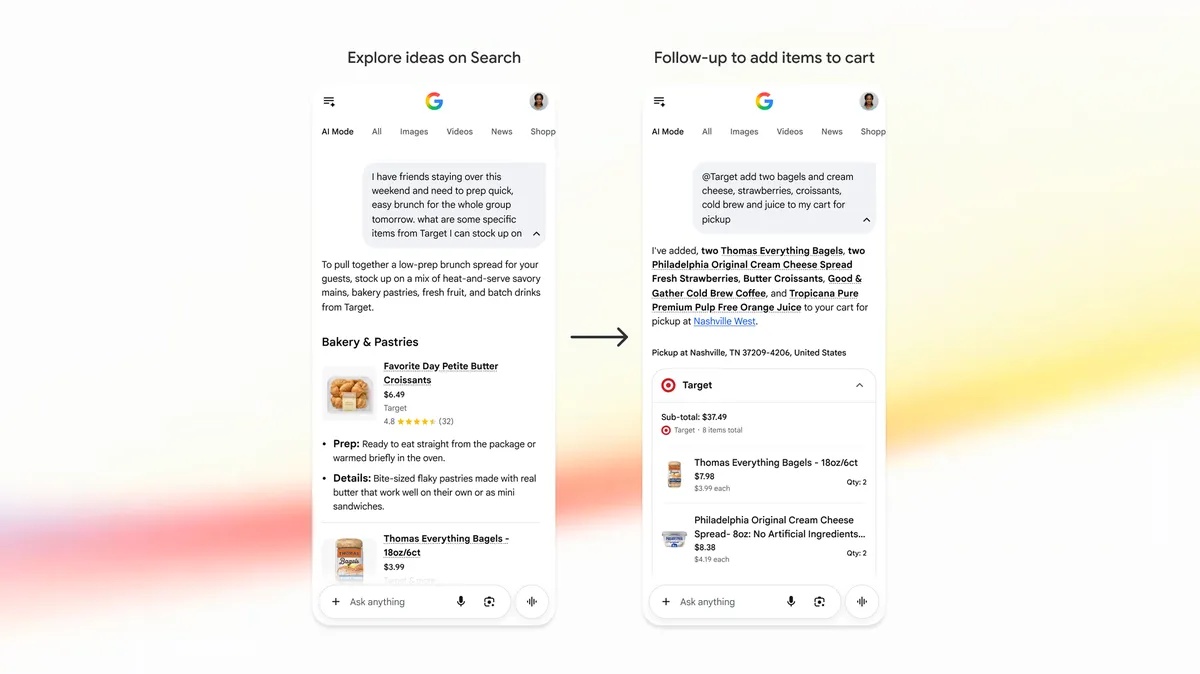 Explore ideas on Search
AI Mode All Images Videos News Shopp
I have friends staying over this
weekend and need to prep quick,
easy brunch for the whole group
tomorrow. what are some specific
items from Target I can stock up on
To pull together a low-prep brunch spread for your
guests, stock up on a mix of heat-and-serve savory
mains, bakery pastries, fresh fruit, and batch drinks
from Target.
Bakery & Pastries
Favorite Day Petite Butter
Croissants
$6.49
Target
4.8 ★★★★★ (32)
• Prep: Ready to eat straight from the package or
warmed briefly in the oven.
• Details: Bite-sized flaky pastries made with real
butter that work well on their own or as mini
sandwiches.
Thomas Everything Bagels -
18oz/6ct
$3.99
Target & more
Ask anything
Follow-up to add items to cart
AI Mode All Images Videos News Shopp
@Target add two bagels and cream
cheese, strawberries, croissants,
cold brew and juice to my cart for
pickup
I've added, two Thomas Everything Bagels, two
Philadelphia Original Cream Cheese Spread
Fresh Strawberries, Butter Croissants, Good &
Gather Cold Brew Coffee, and Tropicana Pure
Premium Pulp Free Orange Juice to your cart for
pickup at Nashville West.
Pickup at Nashville, TN 37209-4206, United States
Target
Sub-total: $37.49
Target · 8 items total
Thomas Everything Bagels - 18oz/6ct
$7.98
$3.99 each
Qty: 2
Philadelphia Original Cream Cheese
Spread- 8oz: No Artificial Ingredients...
$8.38
$4.19 each
Qty: 2
Ask anything